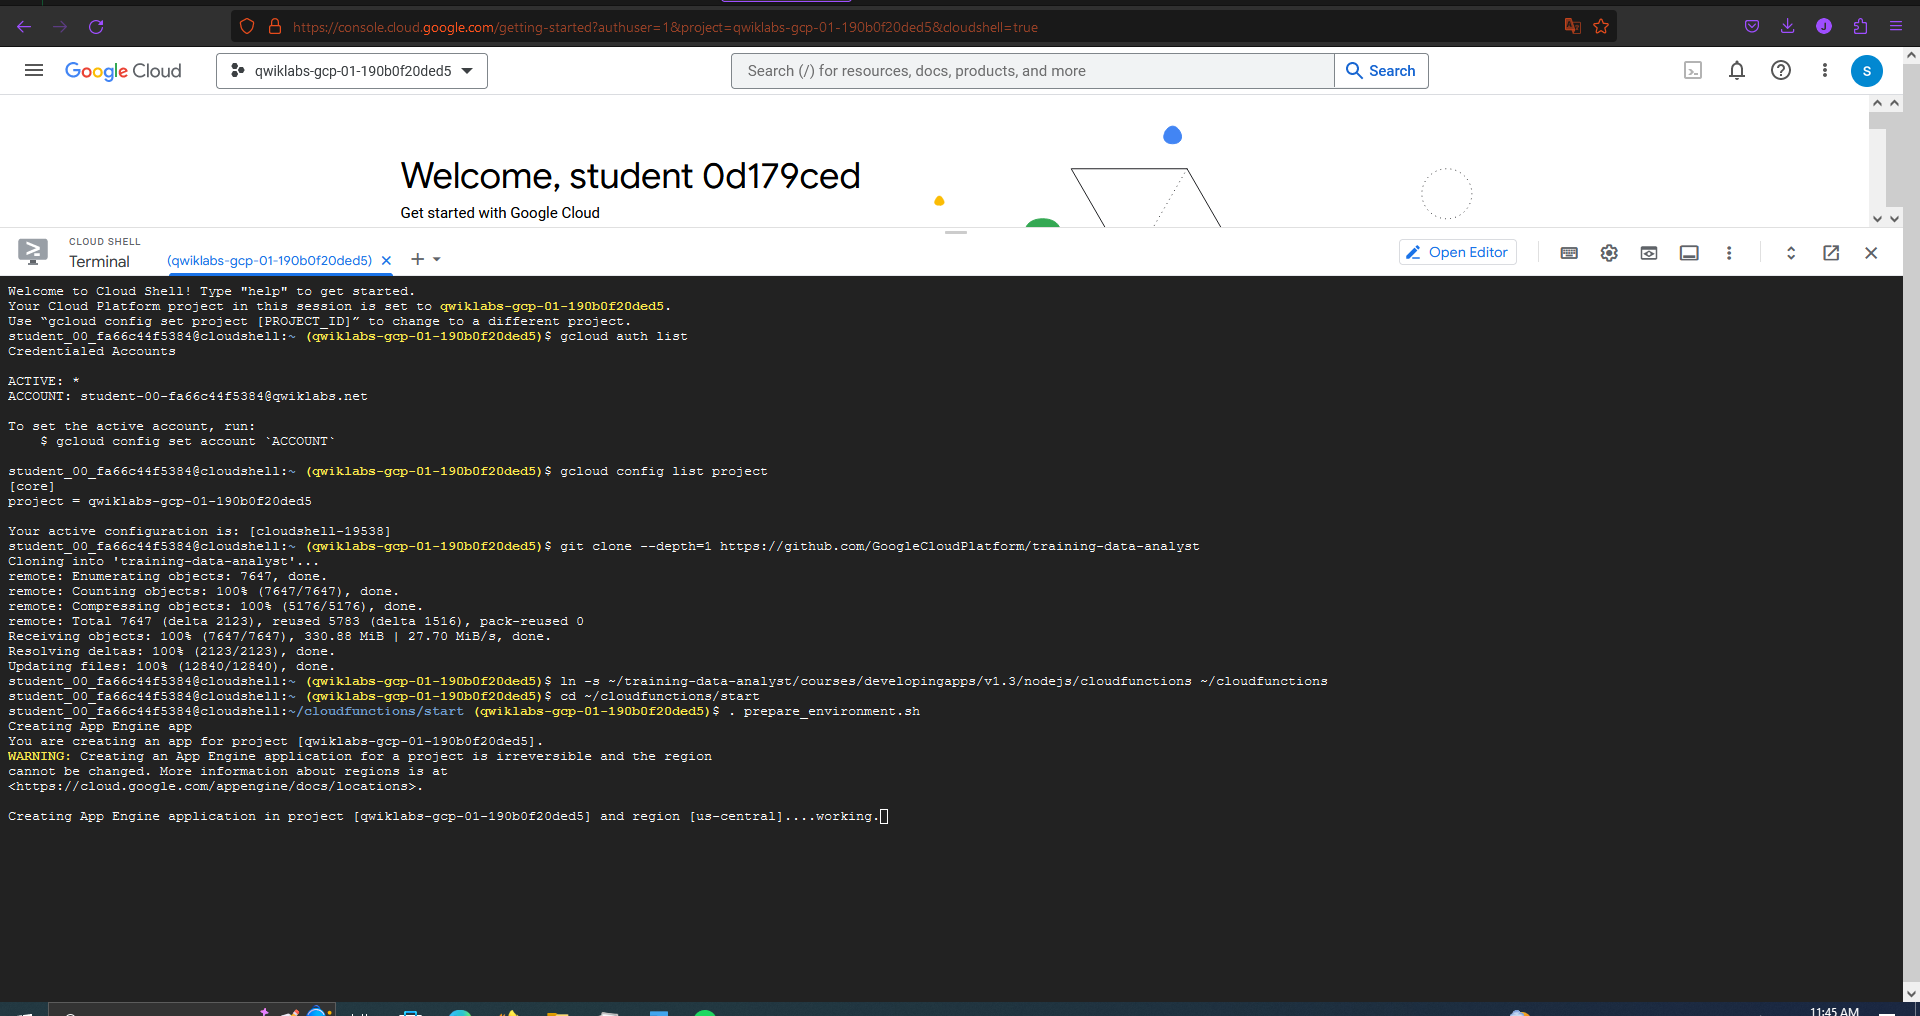 https://console.cloud.google.com/getting-started?authuser=1&project=qwiklabs-gcp-01-190b0f20ded5&cloudshell=true
J
Google Cloud
qwiklabs-gcp-01-190b0f20ded5
Search (/) for resources, docs, products, and more
Search
S
Welcome, student 0d179ced
Get started with Google Cloud
CLOUD SHELL
Terminal
(qwiklabs-gcp-01-190b0f20ded5)
Open Editor
Welcome to Cloud Shell! Type "help" to get started.
Your Cloud Platform project in this session is set to qwiklabs-gcp-01-190b0f20ded5.
Use “gcloud config set project [PROJECT_ID]” to change to a different project.
student_00_fa66c44f5384@cloudshell:~ (qwiklabs-gcp-01-190b0f20ded5)$ gcloud auth list
Credentialed Accounts
ACTIVE: *
ACCOUNT: student-00-fa66c44f5384@qwiklabs.net
To set the active account, run:
$ gcloud config set account `ACCOUNT`
student_00_fa66c44f5384@cloudshell:~ (qwiklabs-gcp-01-190b0f20ded5)$ gcloud config list project
[core]
project = qwiklabs-gcp-01-190b0f20ded5
Your active configuration is: [cloudshell-19538]
student_00_fa66c44f5384@cloudshell:~ (qwiklabs-gcp-01-190b0f20ded5)$ git clone --depth=1 https://github.com/GoogleCloudPlatform/training-data-analyst
Cloning into 'training-data-analyst'...
remote: Enumerating objects: 7647, done.
remote: Counting objects: 100% (7647/7647), done.
remote: Compressing objects: 100% (5176/5176), done.
remote: Total 7647 (delta 2123), reused 5783 (delta 1516), pack-reused 0
Receiving objects: 100% (7647/7647), 330.88 MiB | 27.70 MiB/s, done.
Resolving deltas: 100% (2123/2123), done.
Updating files: 100% (12840/12840), done.
student_00_fa66c44f5384@cloudshell:~ (qwiklabs-gcp-01-190b0f20ded5)$ ln -s ~/training-data-analyst/courses/developingapps/v1.3/nodejs/cloudfunctions ~/cloudfunctions
student_00_fa66c44f5384@cloudshell:~ (qwiklabs-gcp-01-190b0f20ded5)$ cd ~/cloudfunctions/start
student_00_fa66c44f5384@cloudshell:~/cloudfunctions/start (qwiklabs-gcp-01-190b0f20ded5)$ . prepare_environment.sh
Creating App Engine app
You are creating an app for project [qwiklabs-gcp-01-190b0f20ded5].
WARNING: Creating an App Engine application for a project is irreversible and the region
cannot be changed. More information about regions is at
<https://cloud.google.com/appengine/docs/locations>.
Creating App Engine application in project [qwiklabs-gcp-01-190b0f20ded5] and region [us-central]....working.
11:45 AM